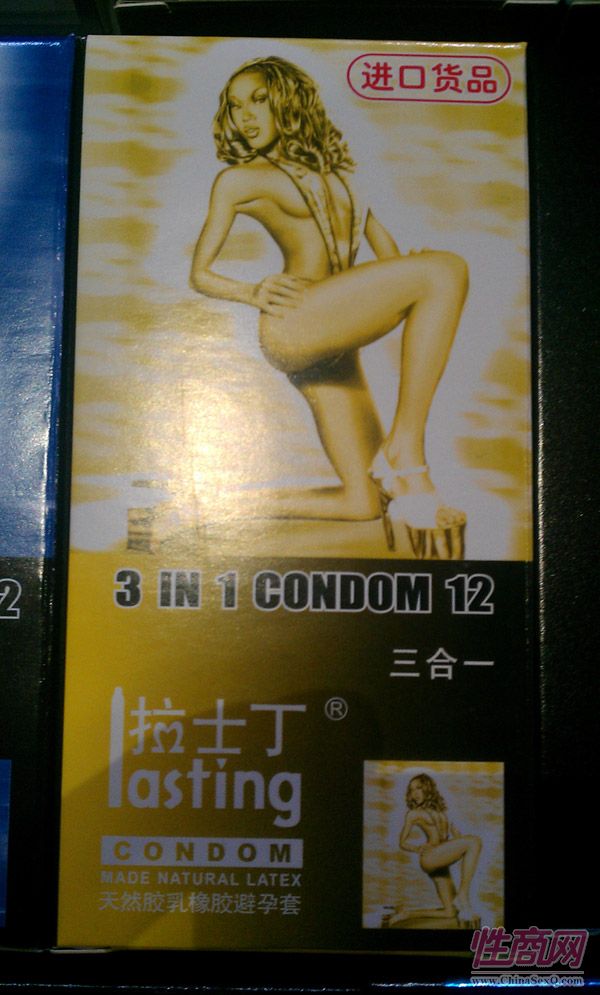 进口货品
3 IN 1 CONDOM 12
三合一
2
拉士丁®
lasting
CONDOM
MADE NATURAL LATEX
天然胶乳橡胶避孕套
性商网
www.ChinaSexQ.com